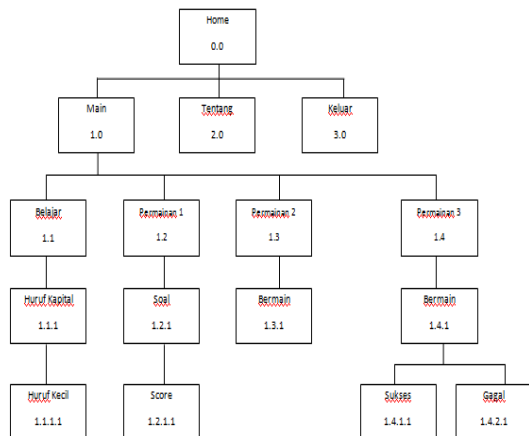 Home
0.0
Main
1.0
Tentang
2.0
Keluar
3.0
Belajar
1.1
Permainan 1
1.2
Permainan 2
1.3
Permainan 3
1.4
Huruf Kapital
1.1.1
Soal
1.2.1
Bermain
1.3.1
Bermain
1.4.1
Huruf Kecil
1.1.1.1
Score
1.2.1.1
Sukses
1.4.1.1
Gagal
1.4.2.1